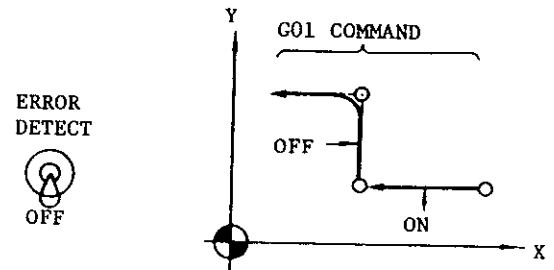 Y
G01 COMMAND
ERROR
DETECT
OFF
OFF
ON
X